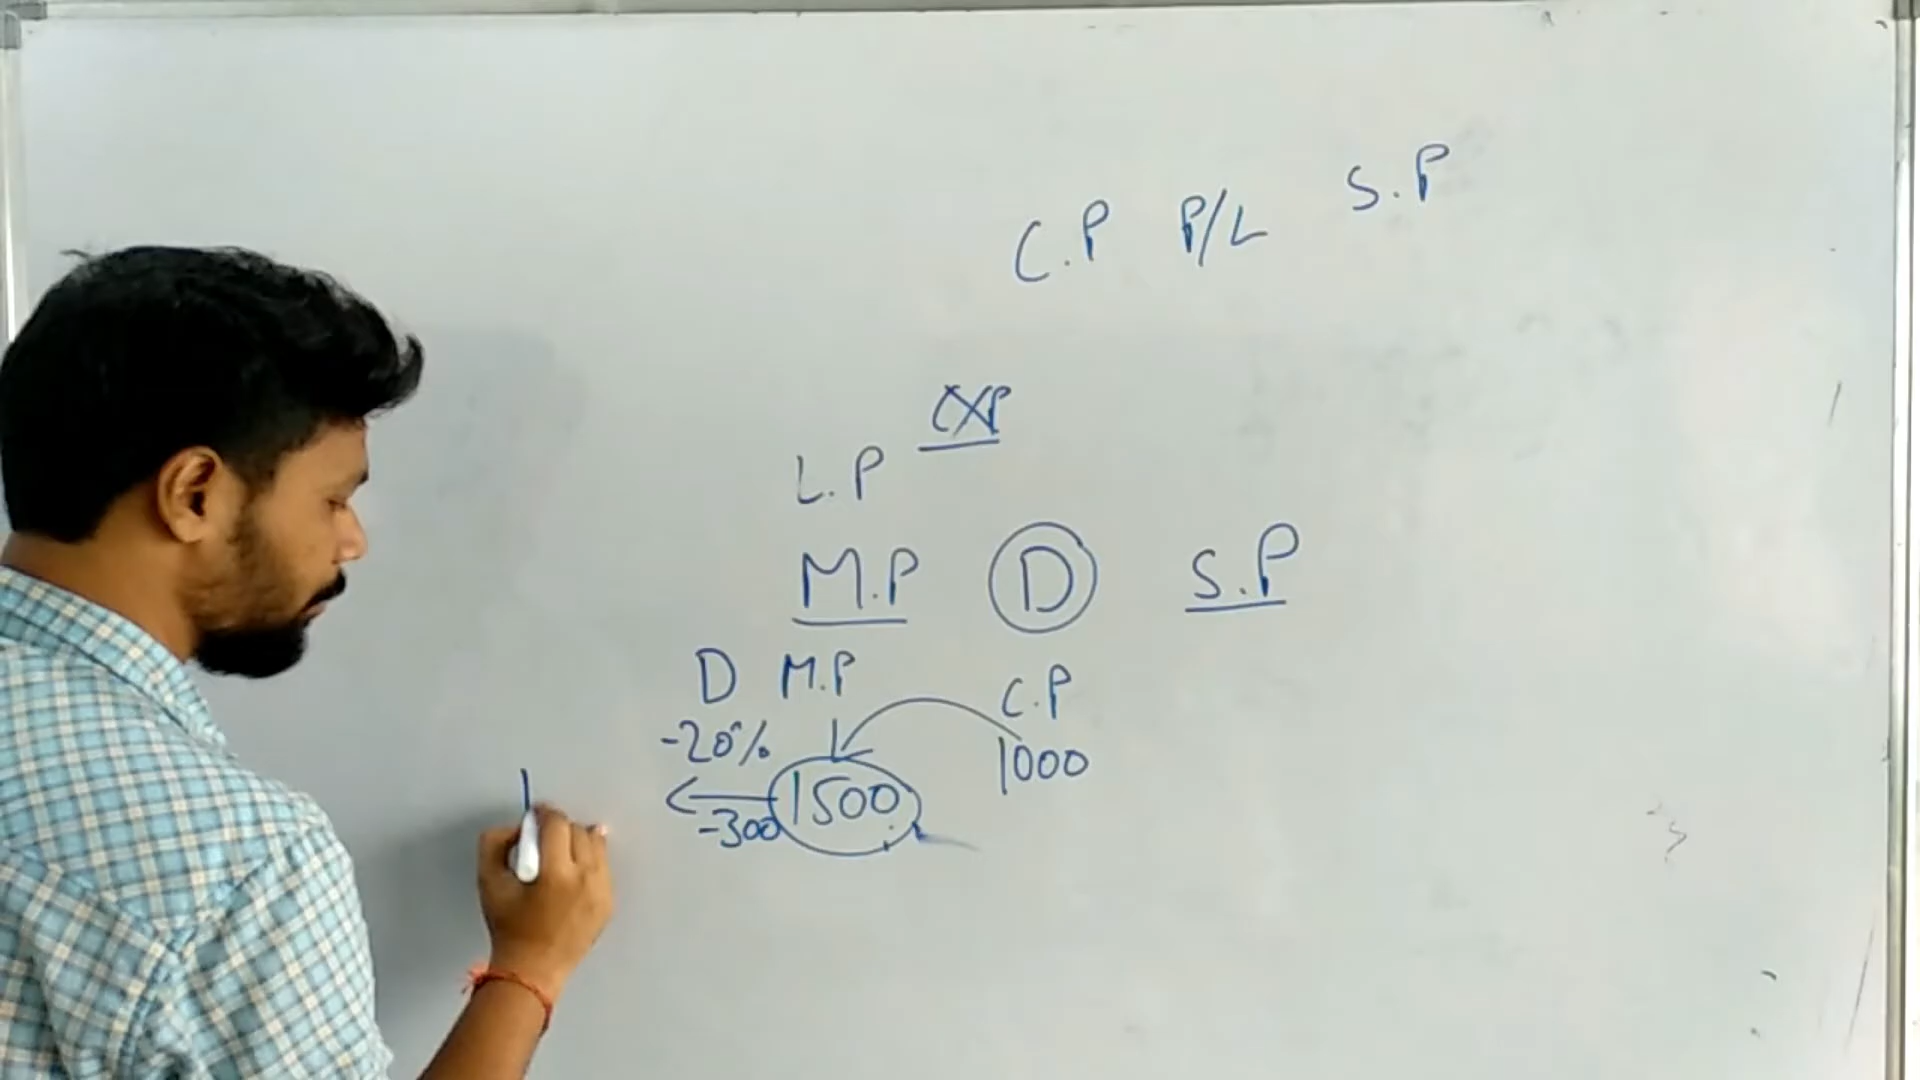 C.P P/L S.P
L.P
M.P D S.P
D M.P C.P
-20% 1000
-300 1500